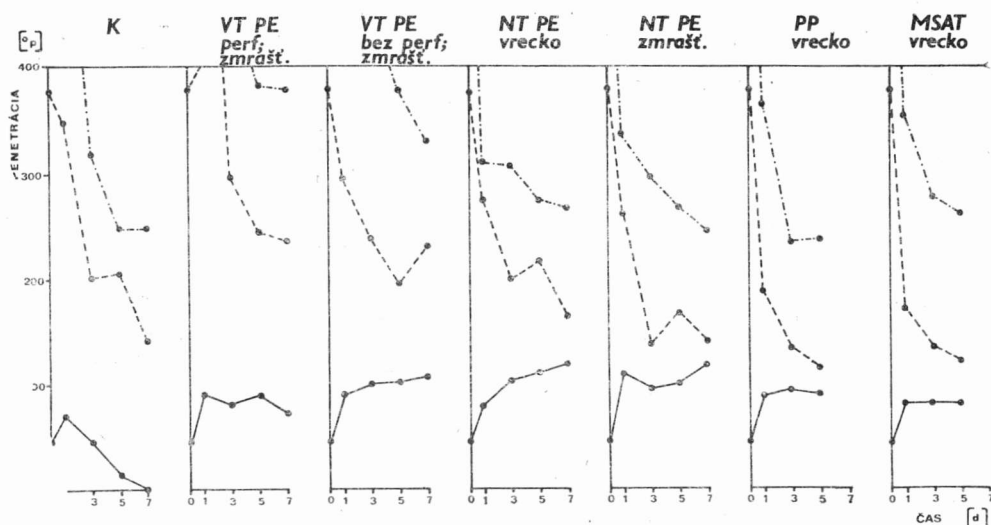 K
VT PE
perf;
zmrašť.
VT PE
bez perf;
zmrašť.
NT PE
vrecko
NT PE
zmrašť.
PP
vrecko
MSAT
vrecko
[°p]
400
300
200
00
ENETRÁCIA
3 5 7
0 1 3 5 7
0 1 3 5 7
0 1 3 5 7
0 1 3 5 7
0 1 3 5 7
0 1 3 5 7
ČAS [d]